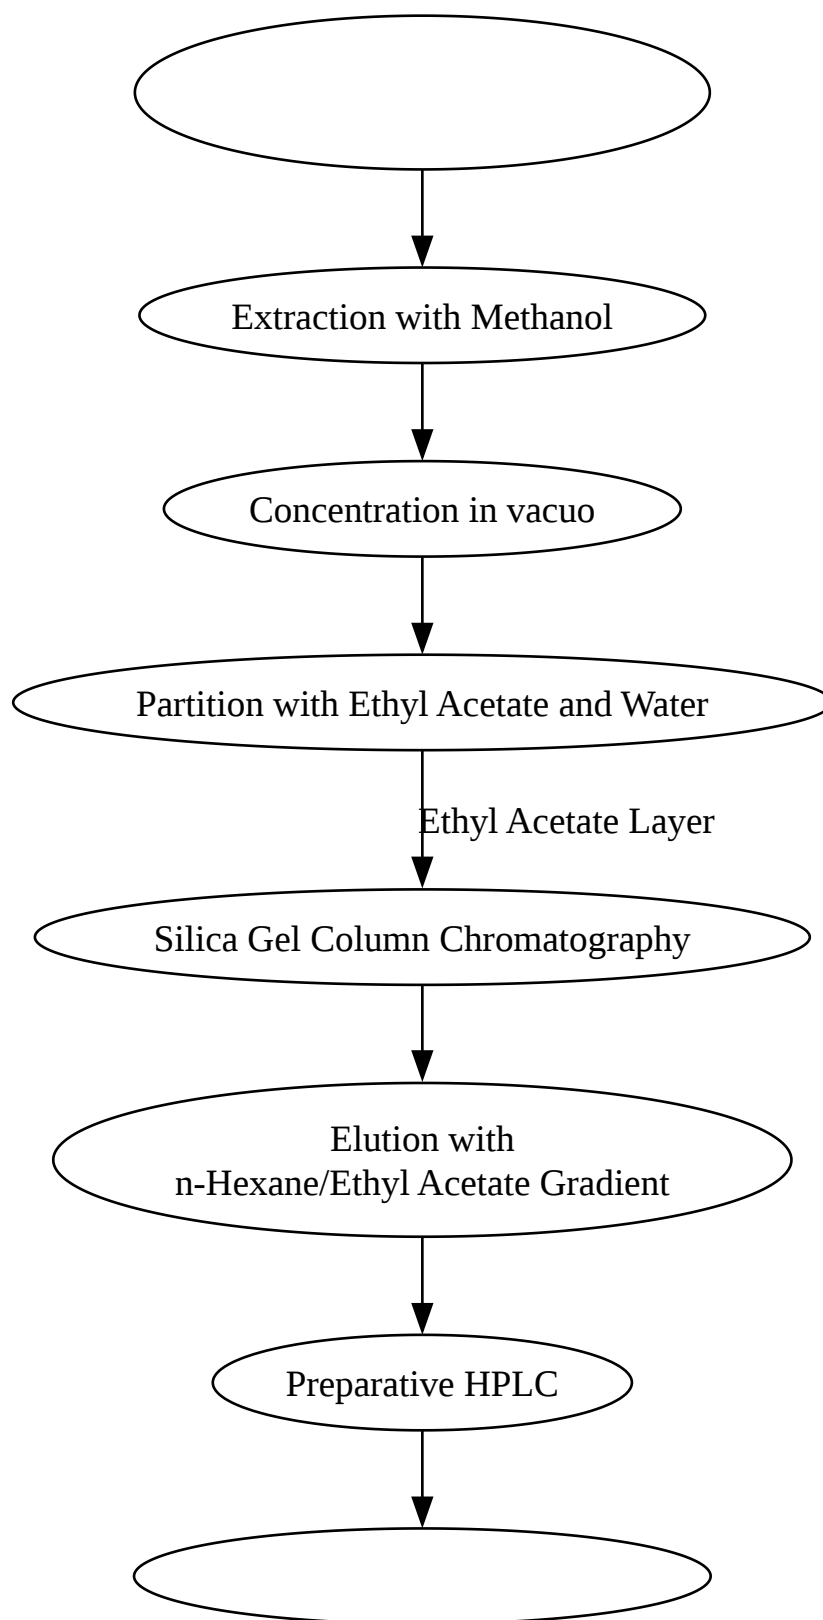 Extraction with Methanol
Concentration in vacuo
Partition with Ethyl Acetate and Water
Ethyl Acetate Layer
Silica Gel Column Chromatography
Elution with
n-Hexane/Ethyl Acetate Gradient
Preparative HPLC